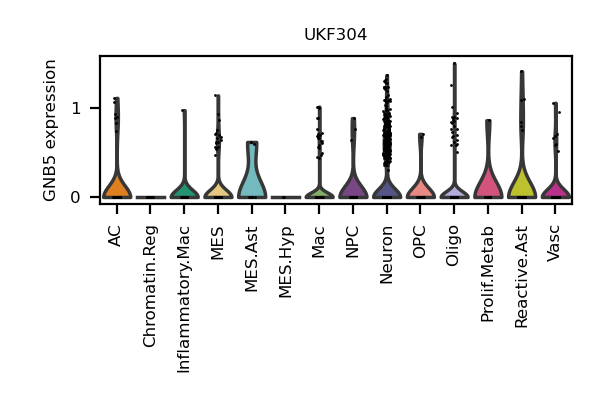 UKF304
GNB5 expression
1
0
AC
Chromatin.Reg
Inflammatory.Mac
MES
MES.Ast
MES.Hyp
Mac
NPC
Neuron
OPC
Oligo
Prolif.Metab
Reactive.Ast
Vasc